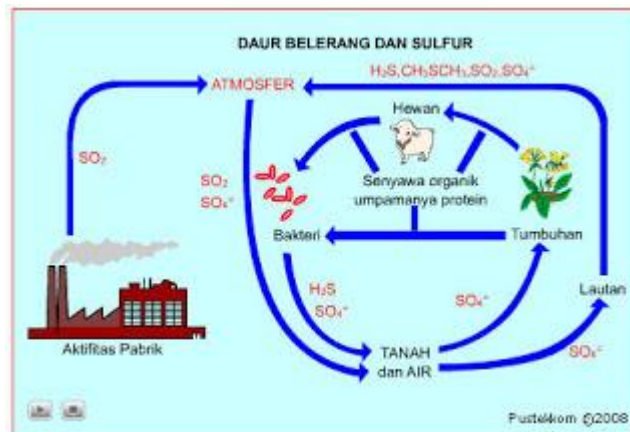 DAUR BELERANG DAN SULFUR
H₂S,CH₃SCH₃,SO₂,SO₄⁼
ATMOSFER
Hewan
SO₂
SO₂
SO₄⁼
Senyawa organik
umpamanya protein
Bakteri
Tumbuhan
H₂S
SO₄⁼
SO₄⁼
Lautan
Aktifitas Pabrik
TANAH
dan AIR
SO₄⁼
Pustekkom ©2008